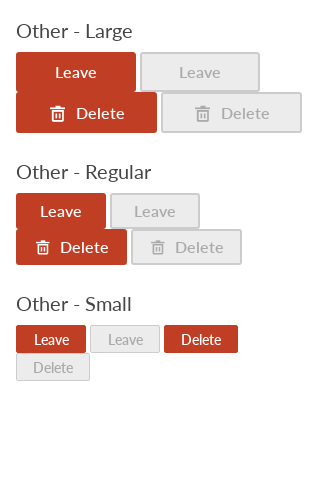 Other - Large
Leave Leave
Delete Delete
Other - Regular
Leave Leave
Delete Delete
Other - Small
Leave Leave Delete
Delete